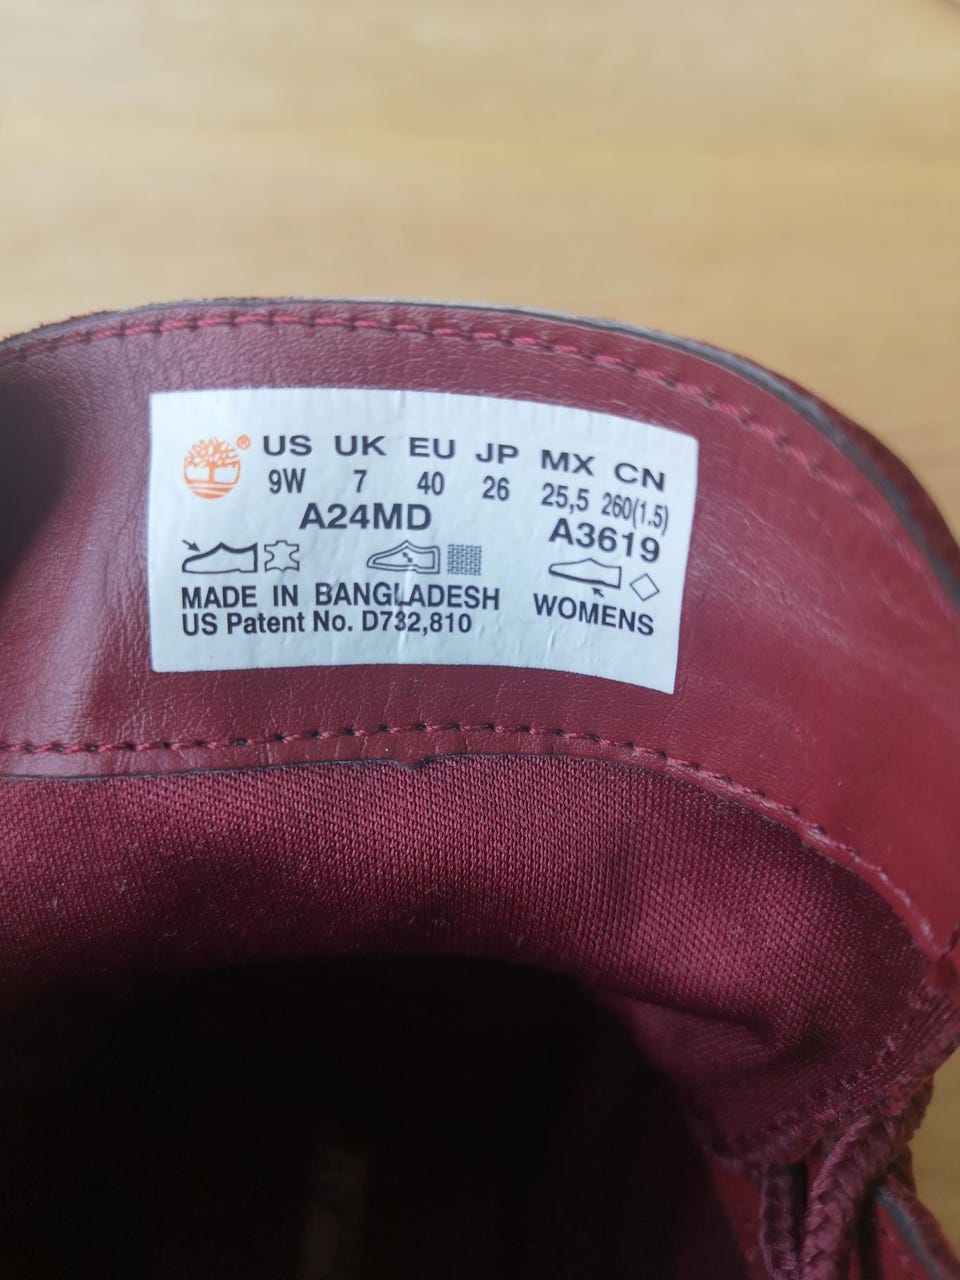 ® US UK EU JP MX CN
9W 7 40 26 25,5 260(1.5)
A24MD A3619
MADE IN BANGLADESH
US Patent No. D732,810
WOMENS